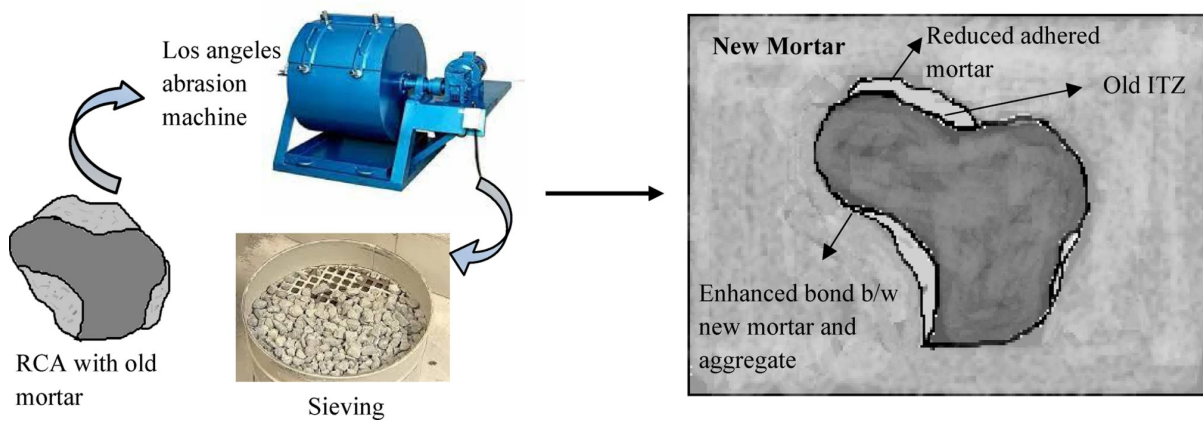 Los angeles
abrasion
machine
RCA with old
mortar
Sieving
New Mortar
Reduced adhered
mortar
Old ITZ
Enhanced bond b/w
new mortar and
aggregate